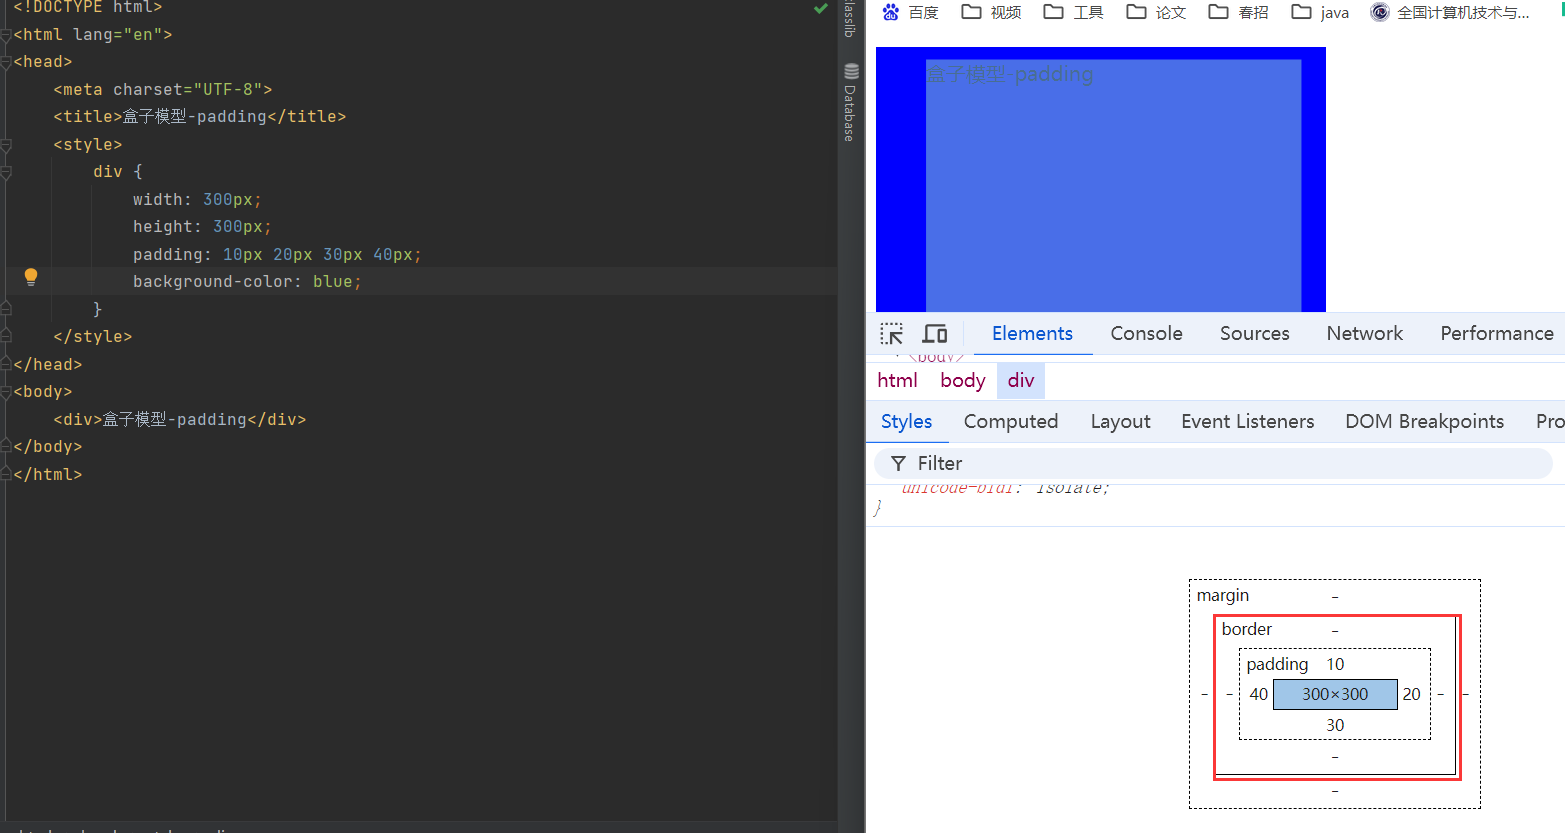 <!DOCTYPE html>
<html lang="en">
<head>
<meta charset="UTF-8">
<title>盒子模型-padding</title>
<style>
div {
width: 300px;
height: 300px;
padding: 10px 20px 30px 40px;
background-color: blue;
}
</style>
</head>
<body>
<div>盒子模型-padding</div>
</body>
</html>
classlib
Database
百度 视频 工具 论文 春招 java 全国计算机技术与...
盒子模型-padding
Elements Console Sources Network Performance
<body>
html body div
Styles Computed Layout Event Listeners DOM Breakpoints Pro
Filter
unicode-bidi: isolate;
}
margin -
border -
padding 10
- - 40 300×300 20 - -
30
-
-